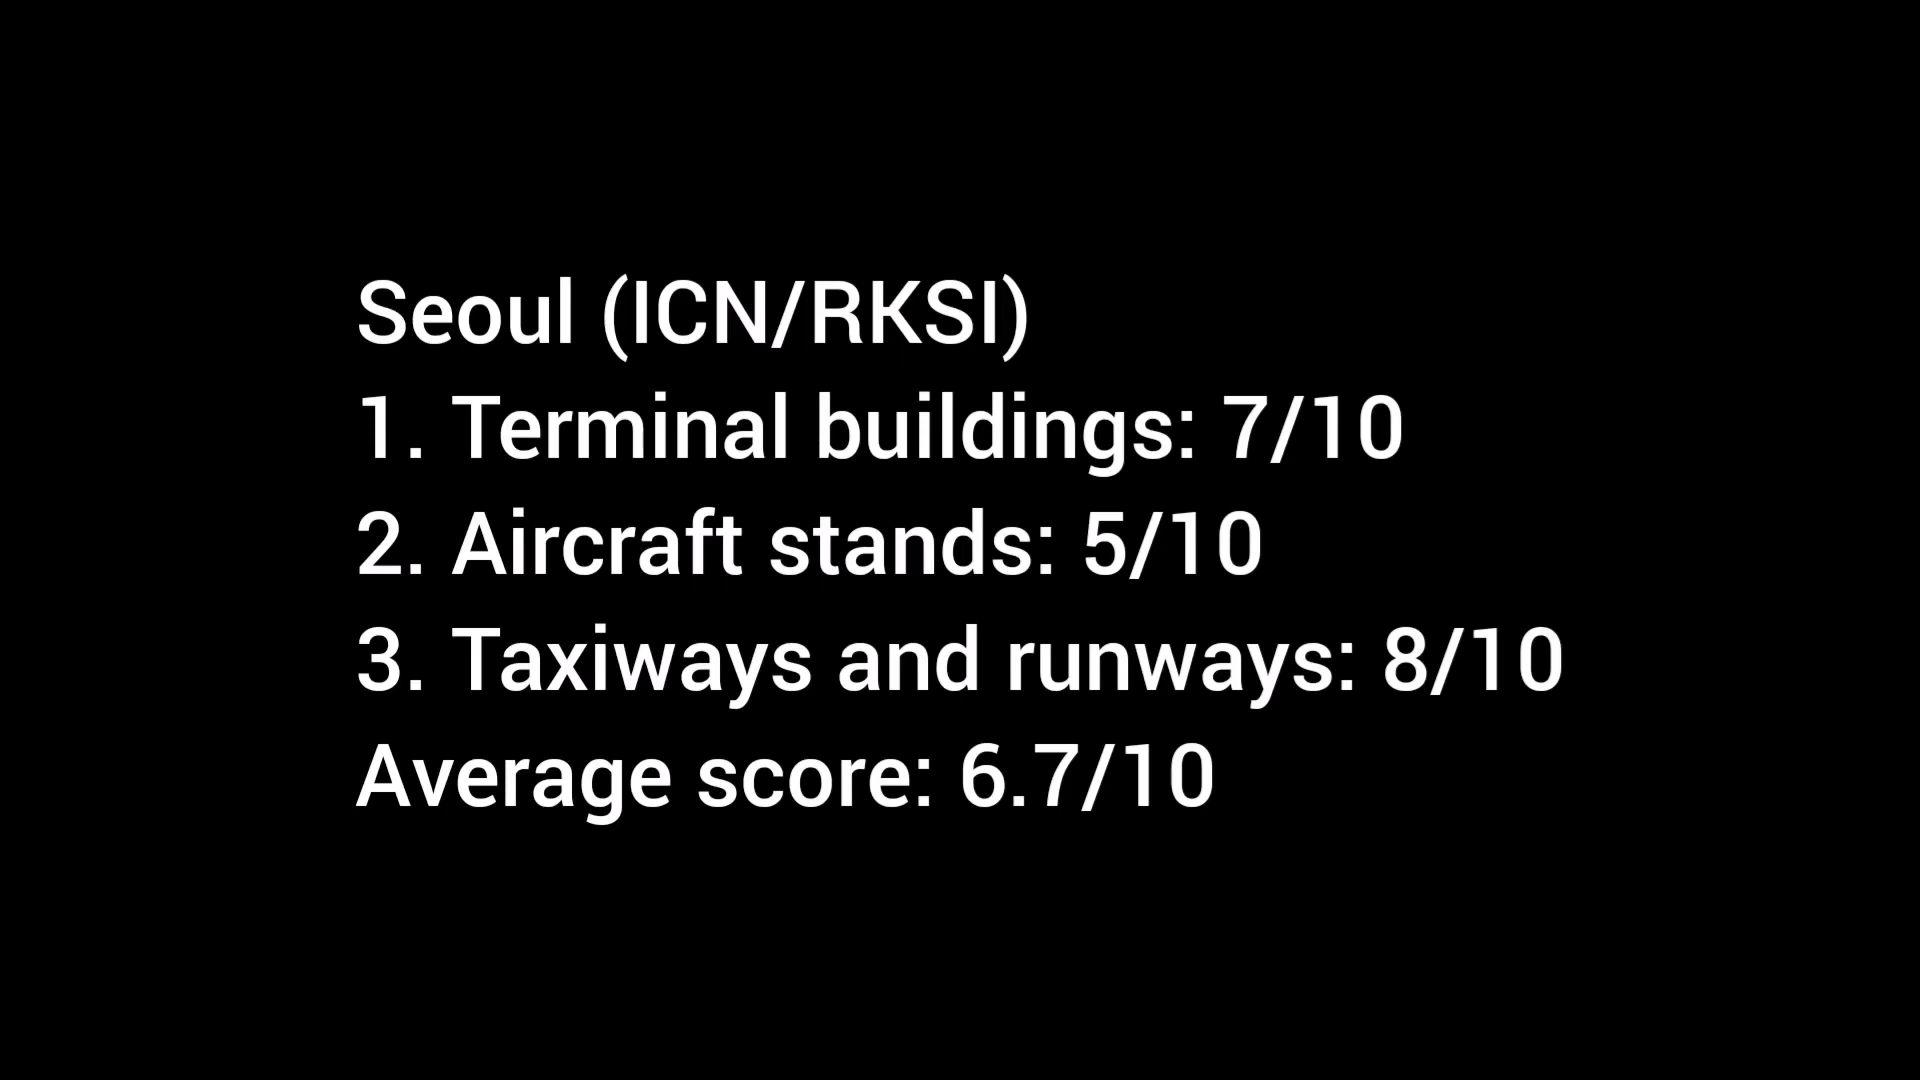 Seoul (ICN/RKSI)
1. Terminal buildings: 7/10
2. Aircraft stands: 5/10
3. Taxiways and runways: 8/10
Average score: 6.7/10